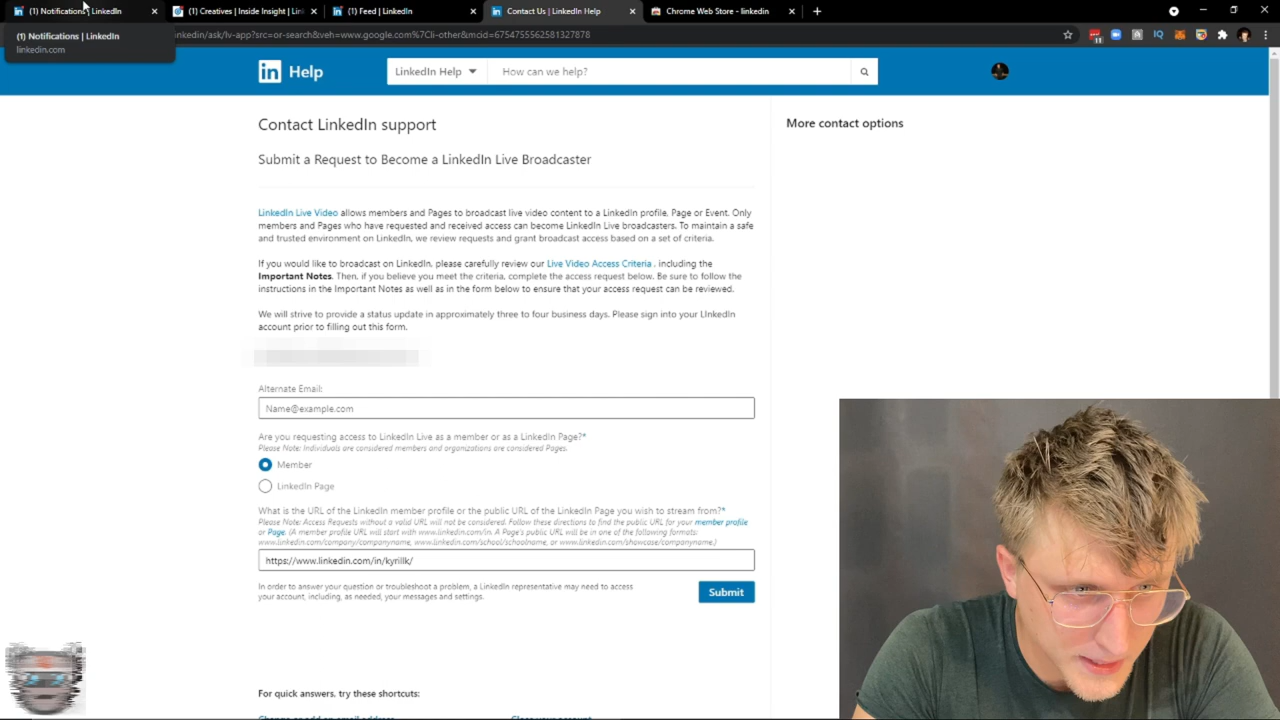 (1) Notifications | LinkedIn
(1) Creatives | Inside Insight | Lin
(1) Feed | LinkedIn
Contact Us | LinkedIn Help
Chrome Web Store - linkedin
(1) Notifications | LinkedIn
linkedin.com
inkedin/ask/lv-app?src=or-search&veh=www.google.com%7Cli-other&mcid=6754755562581327878
11
IQ
in Help
LinkedIn Help
How can we help?
Contact LinkedIn support
More contact options
Submit a Request to Become a LinkedIn Live Broadcaster
LinkedIn Live Video allows members and Pages to broadcast live video content to a LinkedIn profile, Page or Event. Only
members and Pages who have requested and received access can become LinkedIn Live broadcasters. To maintain a safe
and trusted environment on LinkedIn, we review requests and grant broadcast access based on a set of criteria.
If you would like to broadcast on LinkedIn, please carefully review our Live Video Access Criteria , including the
Important Notes. Then, if you believe you meet the criteria, complete the access request below. Be sure to follow the
instructions in the Important Notes as well as in the form below to ensure that your access request can be reviewed.
We will strive to provide a status update in approximately three to four business days. Please sign into your LInkedIn
account prior to filling out this form.
Alternate Email:
Name@example.com
Are you requesting access to LinkedIn Live as a member or as a LinkedIn Page?*
Please Note: Individuals are considered members and organizations are considered Pages.
Member
LinkedIn Page
What is the URL of the LinkedIn member profile or the public URL of the LinkedIn Page you wish to stream from?*
Please Note: Access Requests without a valid URL will not be considered. Follow these directions to find the public URL for your member profile
or Page. (A member profile URL will start with www.linkedin.com/in. A Page's public URL will be in one of the following formats:
www.linkedin.com/company/companyname, www.linkedin.com/school/schoolname, or www.linkedin.com/showcase/companyname.)
https://www.linkedin.com/in/kyrillk/
In order to answer your question or troubleshoot a problem, a LinkedIn representative may need to access
your account, including, as needed, your messages and settings.
Submit
For quick answers, try these shortcuts:
Change or add an email address
Close your account